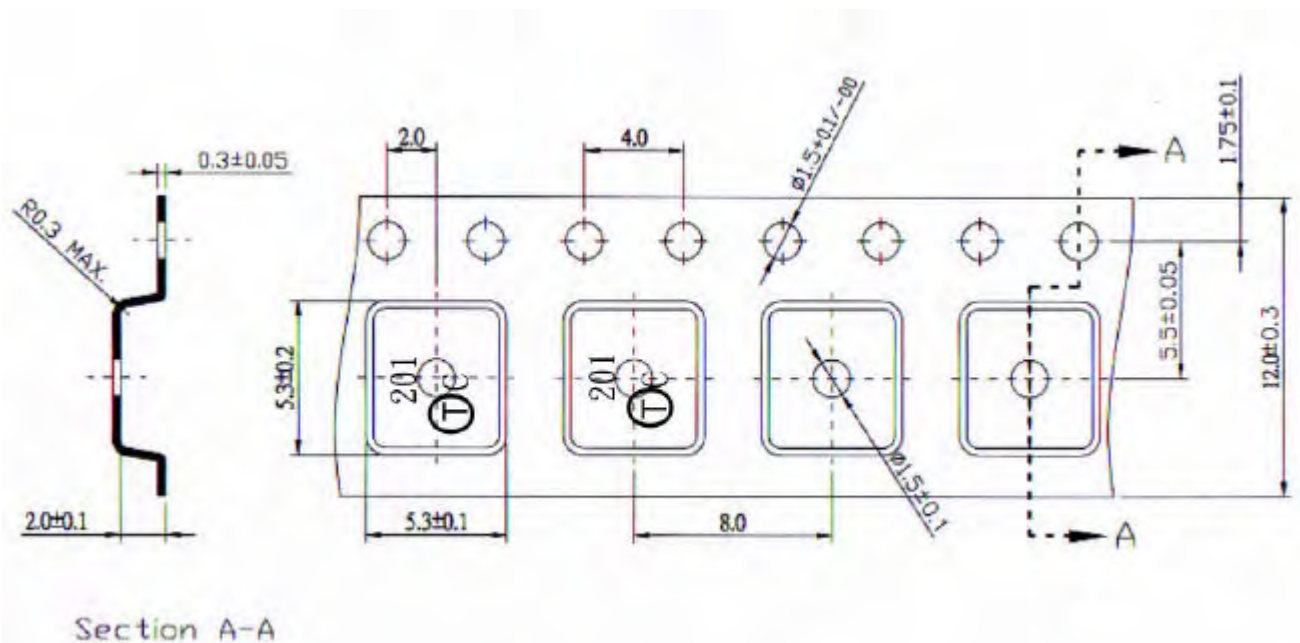 0.3±0.05
R0.3 MAX.
2.0±0.1
Section A-A
2.0
4.0
Ø1.5+0.1/-00
A
1.75±0.1
5.5±0.05
12.0±0.3
5.3±0.2
201
T C
201
T C
5.3±0.1
8.0
Ø1.5±0.1
A